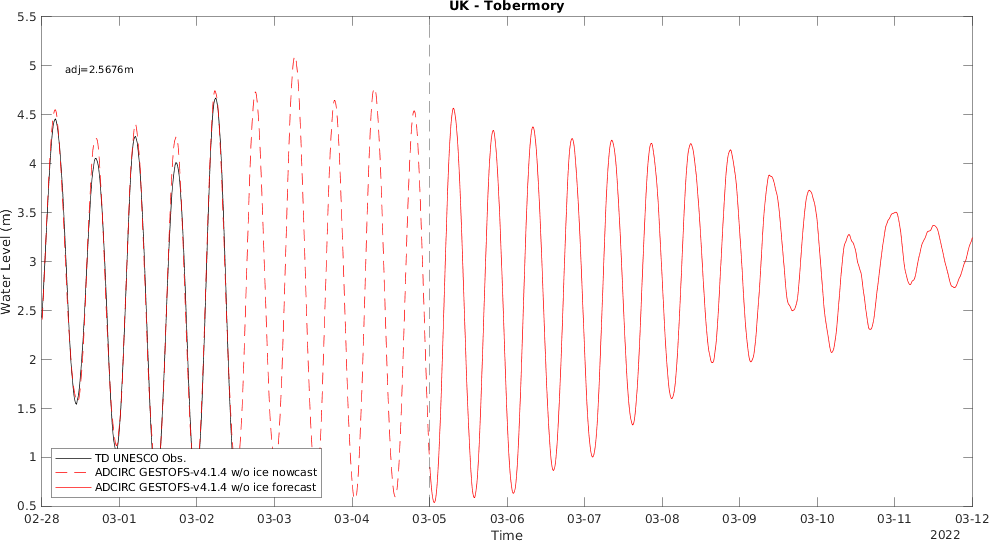 UK - Tobermory
5.5
5
4.5
4
3.5
3
2.5
2
1.5
1
0.5
Water Level (m)
adj=2.5676m
TD UNESCO Obs.
ADCIRC GESTOFS-v4.1.4 w/o ice nowcast
ADCIRC GESTOFS-v4.1.4 w/o ice forecast
02-28 03-01 03-02 03-03 03-04 03-05 03-06 03-07 03-08 03-09 03-10 03-11 03-12
Time
2022